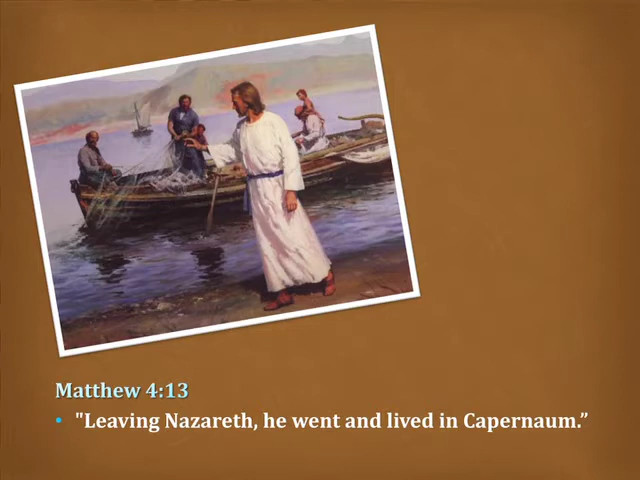 Matthew 4:13
• "Leaving Nazareth, he went and lived in Capernaum.”